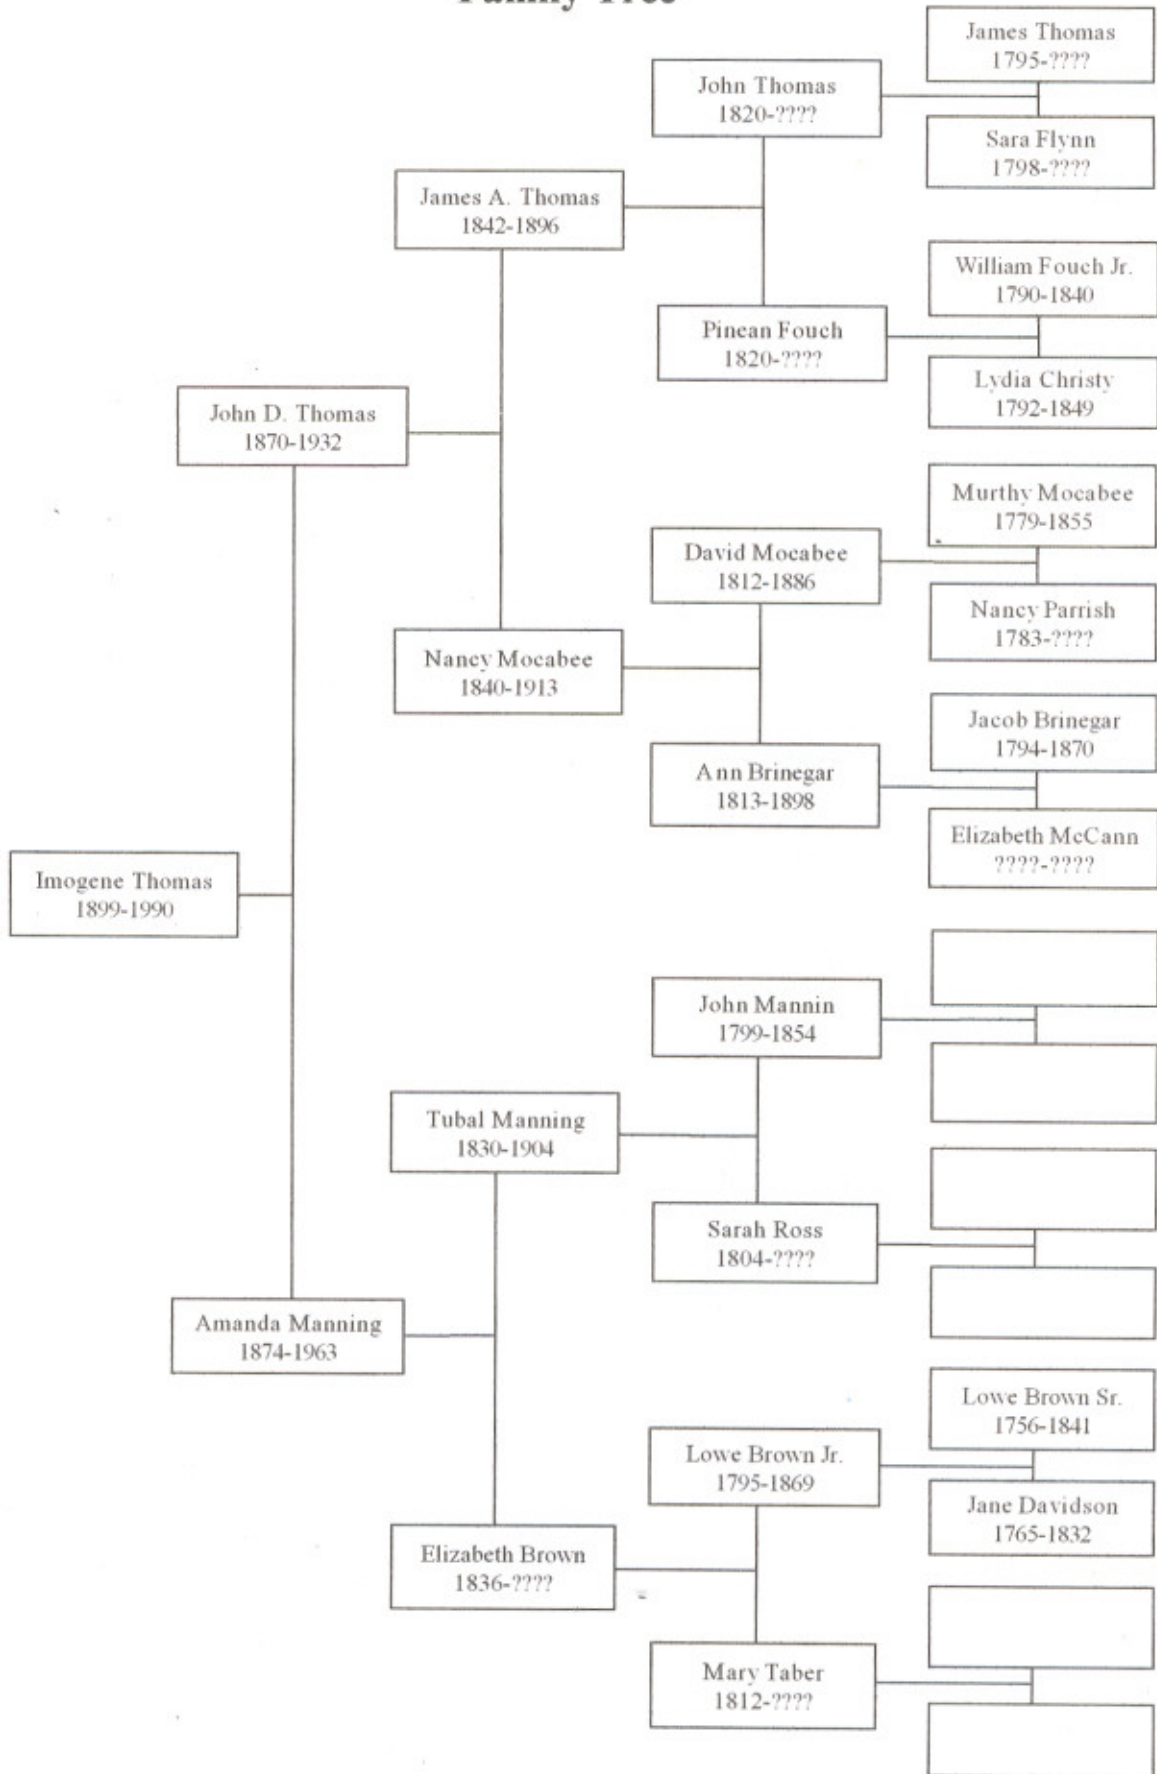 Family Tree
James Thomas
1795-????
John Thomas
1820-????
Sara Flynn
1798-????
James A. Thomas
1842-1896
William Fouch Jr.
1790-1840
Pinean Fouch
1820-????
Lydia Christy
1792-1849
John D. Thomas
1870-1932
Murthy Mocabee
1779-1855
David Mocabee
1812-1886
Nancy Parrish
1783-????
Nancy Mocabee
1840-1913
Jacob Brinegar
1794-1870
Ann Brinegar
1813-1898
Elizabeth McCann
????-????
Imogene Thomas
1899-1990
John Mannin
1799-1854
Tubal Manning
1830-1904
Sarah Ross
1804-????
Amanda Manning
1874-1963
Lowe Brown Sr.
1756-1841
Lowe Brown Jr.
1795-1869
Jane Davidson
1765-1832
Elizabeth Brown
1836-????
Mary Taber
1812-????